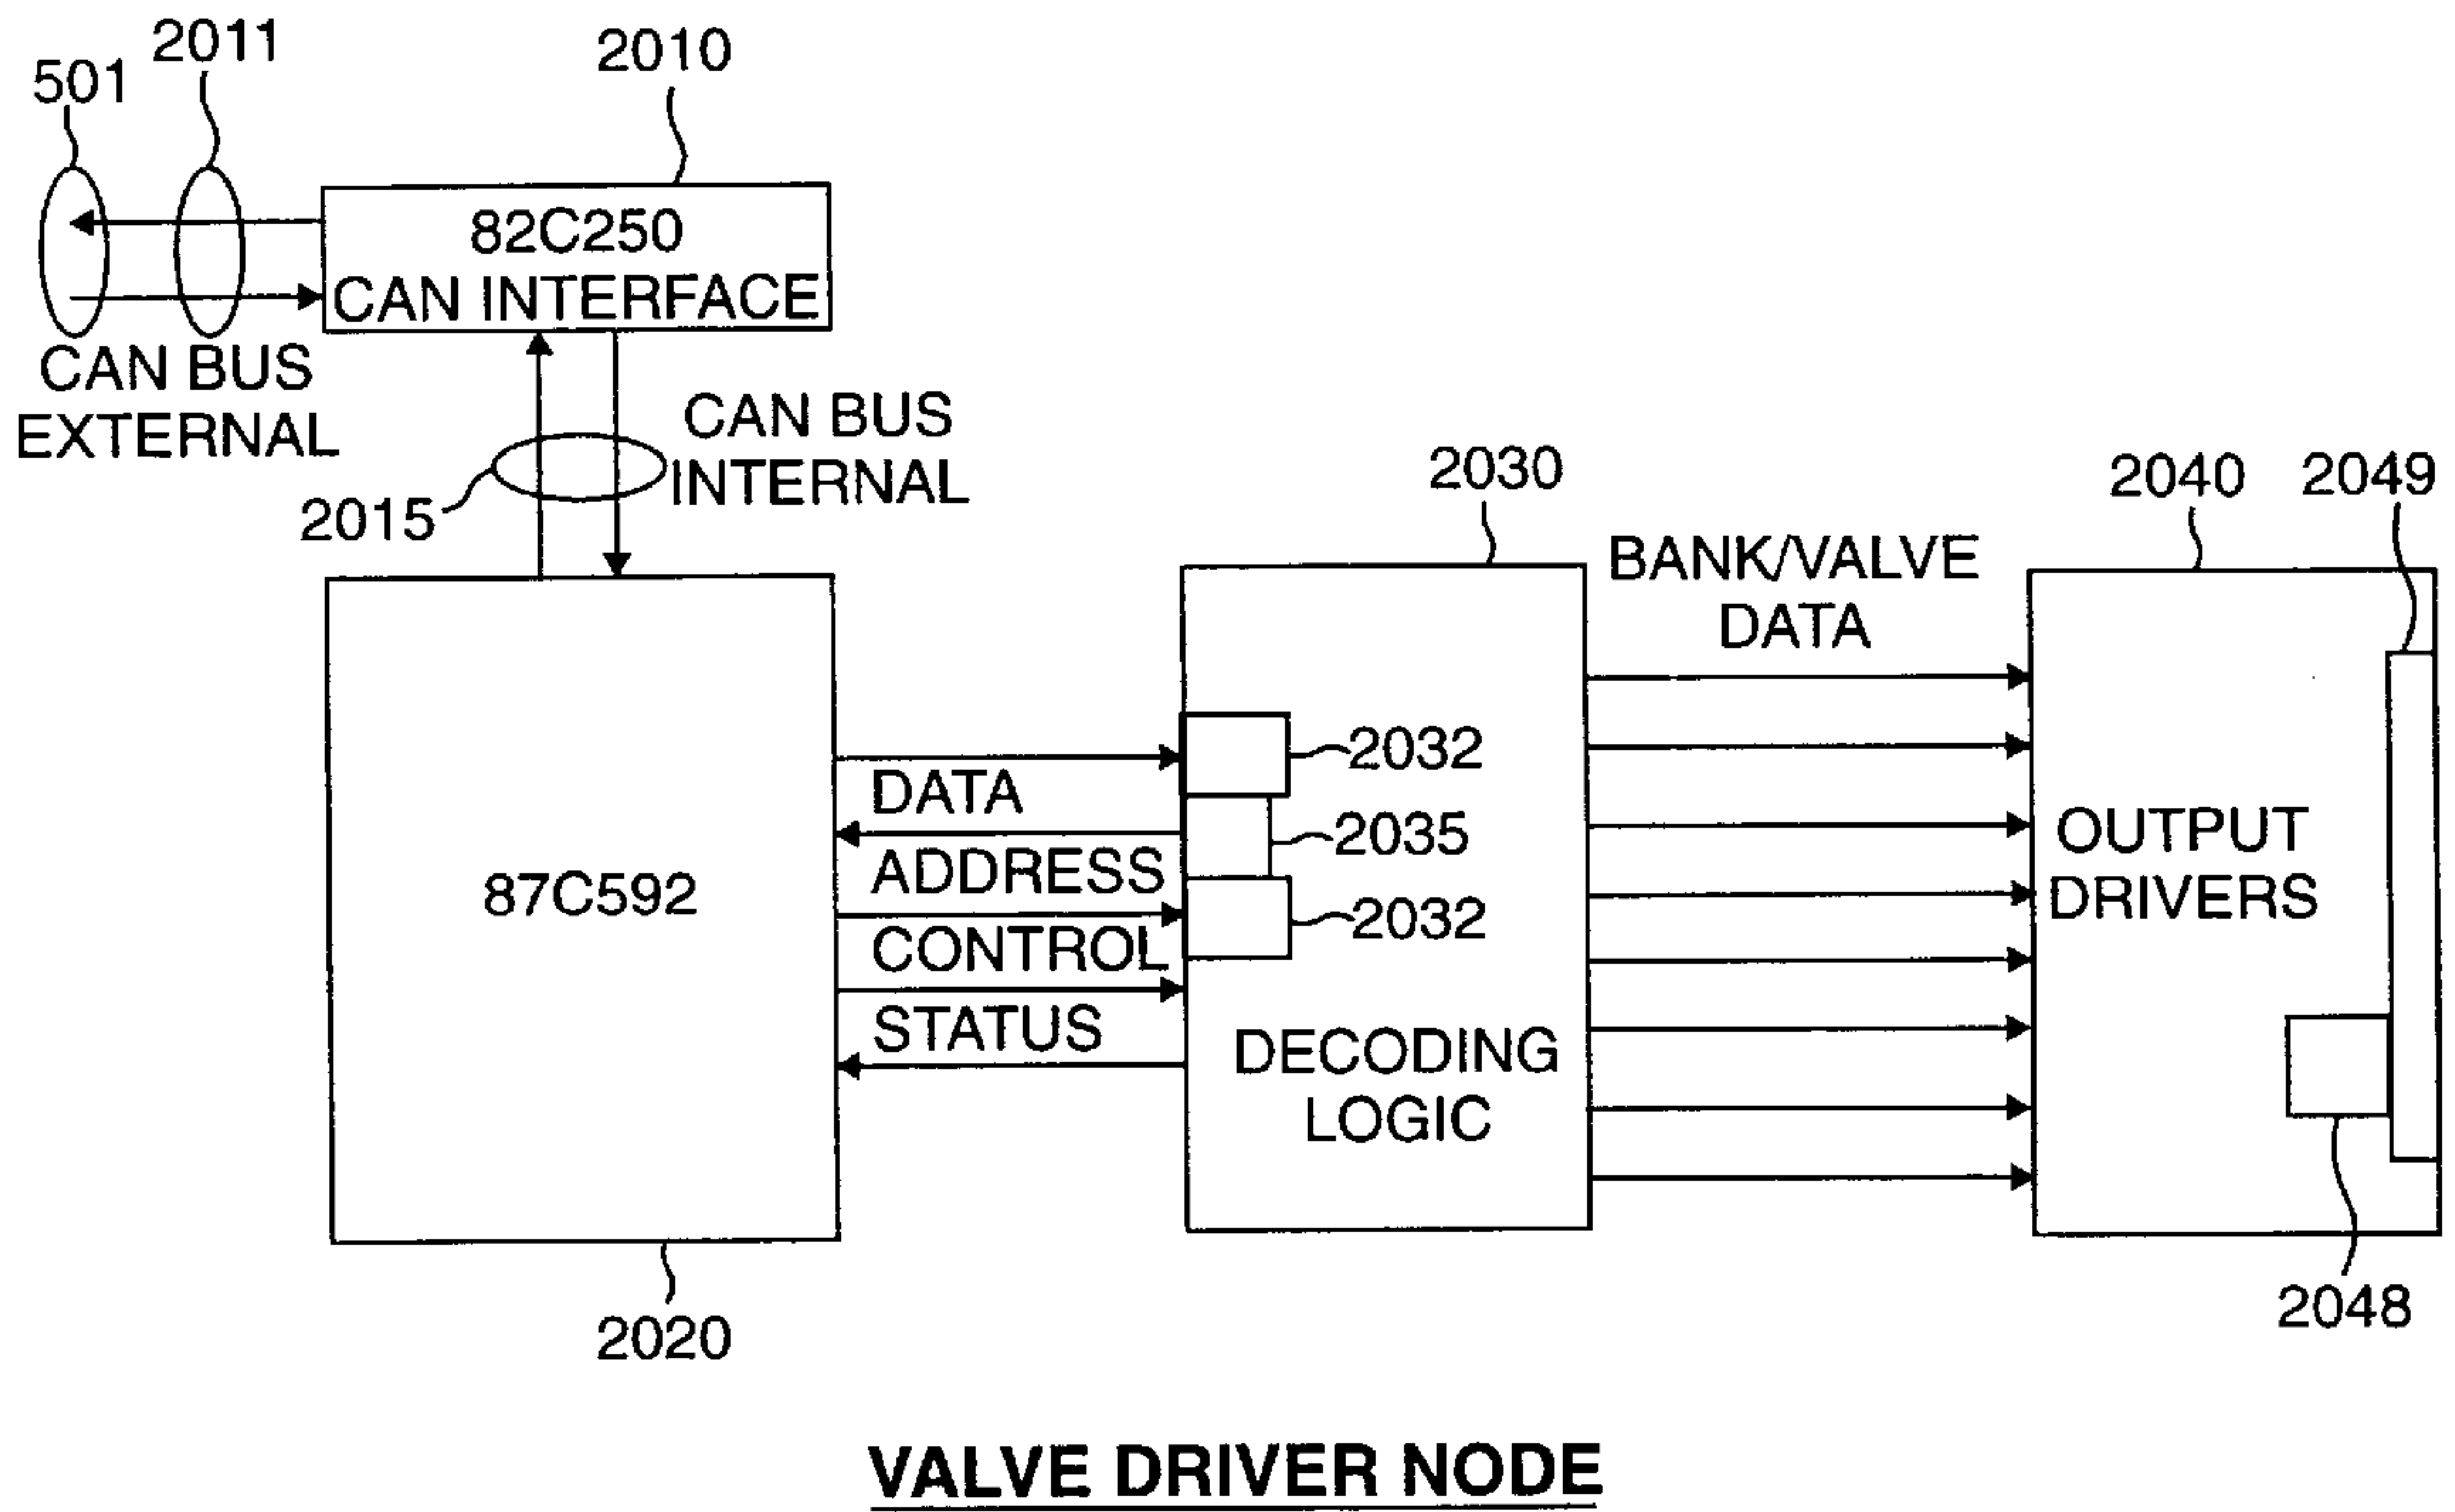 501
2011
2010
82C250
CAN INTERFACE
CAN BUS
EXTERNAL
CAN BUS
INTERNAL
2015
2030
2040
2049
BANK/VALVE
DATA
87C592
DATA
ADDRESS
CONTROL
STATUS
2032
2035
2032
DECODING
LOGIC
OUTPUT
DRIVERS
2048
2020
VALVE DRIVER NODE